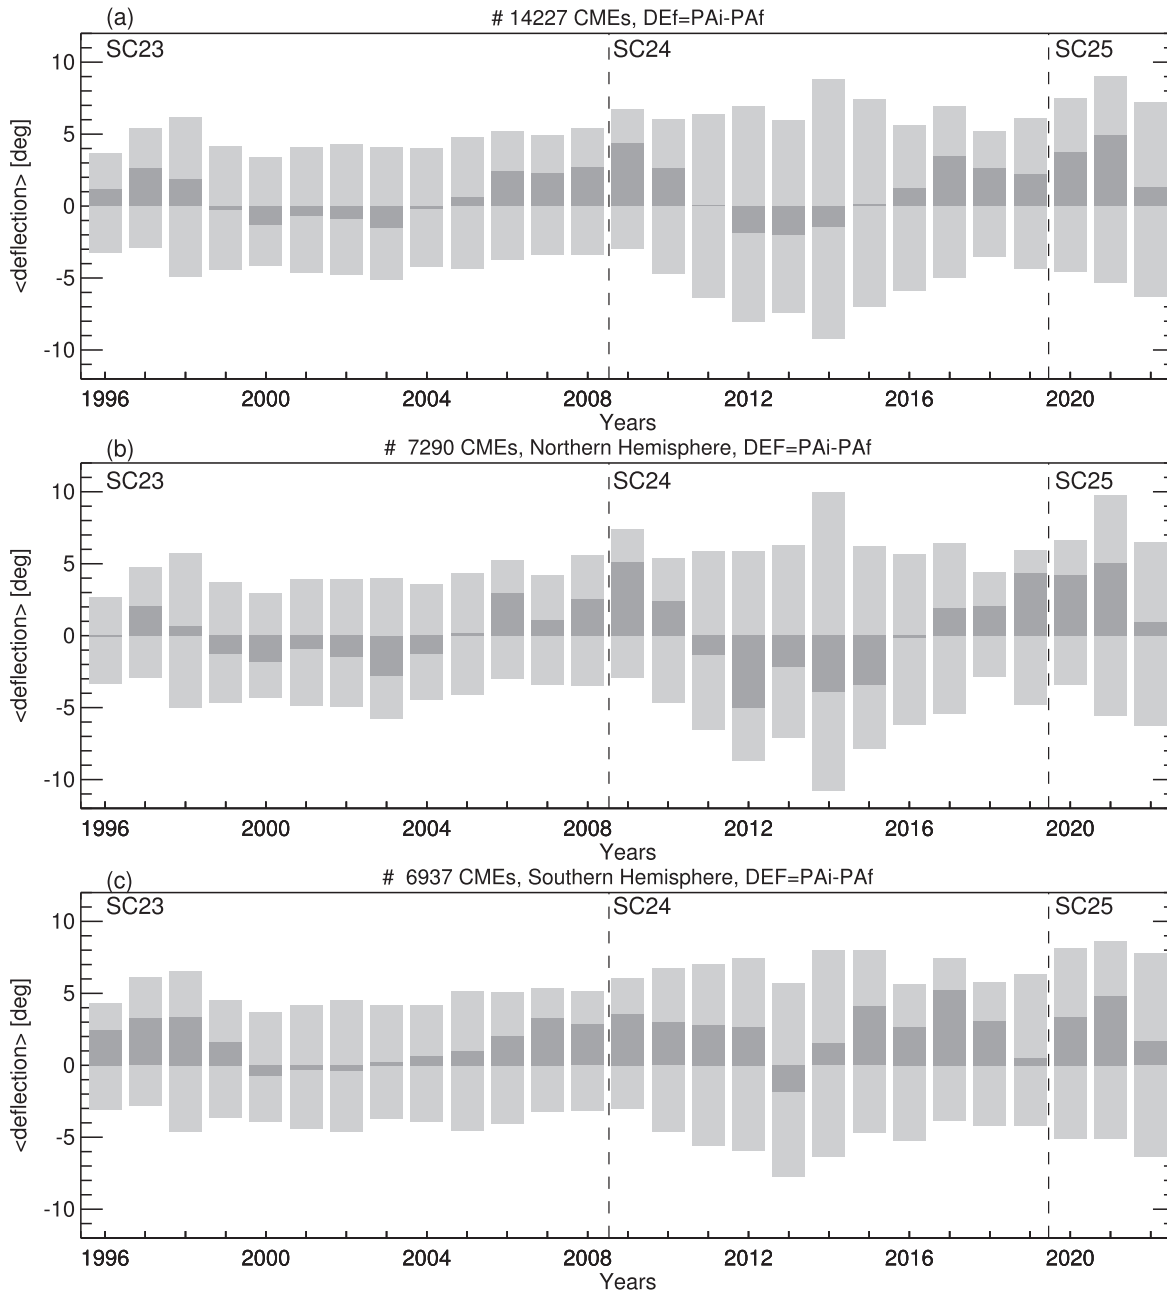 (a) # 14227 CMEs, DEf=PAi-PAf
SC23 SC24 SC25
10
5
0
-5
-10
<deflection> [deg]
1996 2000 2004 2008 2012 2016 2020
Years
(b) # 7290 CMEs, Northern Hemisphere, DEF=PAi-PAf
SC23 SC24 SC25
10
5
0
-5
-10
<deflection> [deg]
1996 2000 2004 2008 2012 2016 2020
Years
(c) # 6937 CMEs, Southern Hemisphere, DEF=PAi-PAf
SC23 SC24 SC25
10
5
0
-5
-10
<deflection> [deg]
1996 2000 2004 2008 2012 2016 2020
Years